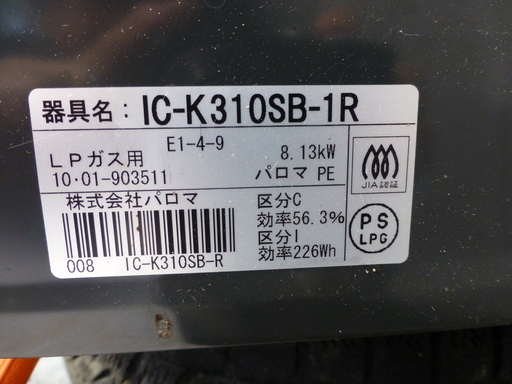 器具名：IC-K310SB-1R
E1-4-9
LPガス用 8.13kW
10・01-903511 パロマ PE
JIA認証
株式会社パロマ
区分C
効率56.3%
区分I
効率226Wh
008 IC-K310SB-R
PS
LPG